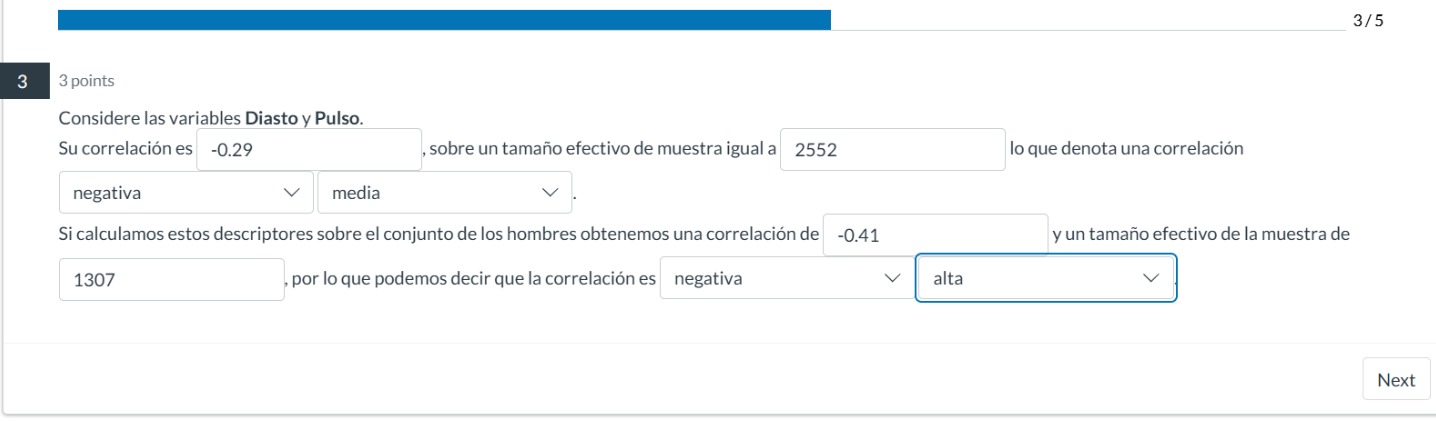 3 / 5
3 3 points
Considere las variables Diasto y Pulso.
Su correlación es -0.29 , sobre un tamaño efectivo de muestra igual a 2552 lo que denota una correlación
negativa media .
Si calculamos estos descriptores sobre el conjunto de los hombres obtenemos una correlación de -0.41 y un tamaño efectivo de la muestra de
1307 , por lo que podemos decir que la correlación es negativa alta .
Next